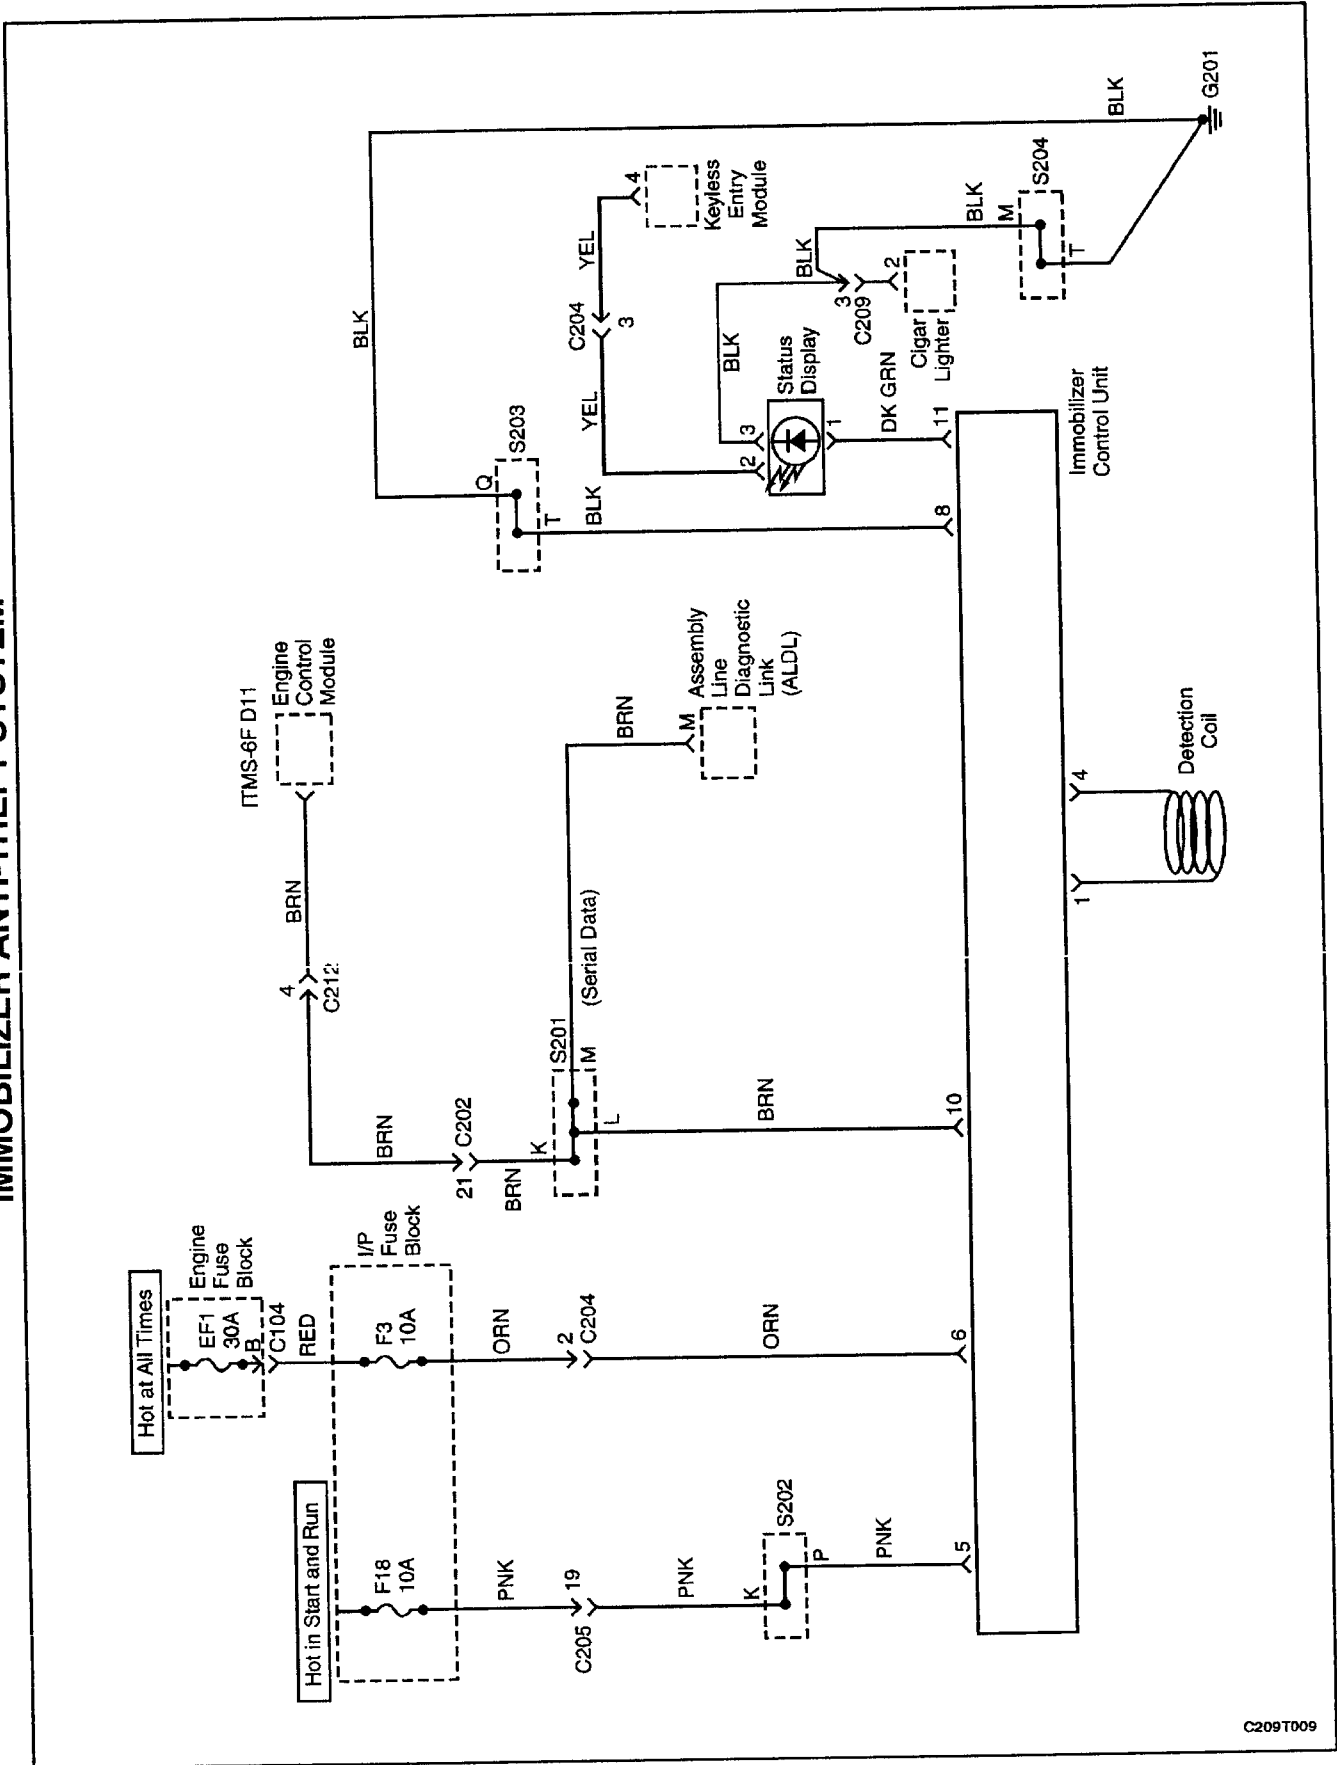 IMMOBILIZER ANTI-THEFT SYSTEM
Hot in Start and Run
Hot at All Times
Engine
Fuse
Block
EF1
30A
B
C104
RED
I/P
Fuse
Block
F18
10A
F3
10A
PNK
19
C205
PNK
K
S202
P
PNK
5
ORN
2
C204
ORN
6
ITMS-6F D11
Engine
Control
Module
BRN
4
C212
BRN
21
C202
BRN
K
S201
M
L
(Serial Data)
BRN
10
BRN
M
Assembly
Line
Diagnostic
Link
(ALDL)
BLK
Q
S203
T
BLK
8
YEL
C204
3
YEL
4
Keyless
Entry
Module
2
3
Status
Display
1
DK GRN
11
BLK
BLK
3
C209
2
Cigar
Lighter
BLK
M
S204
T
BLK
G201
Immobilizer
Control Unit
1
4
Detection
Coil
C209T009